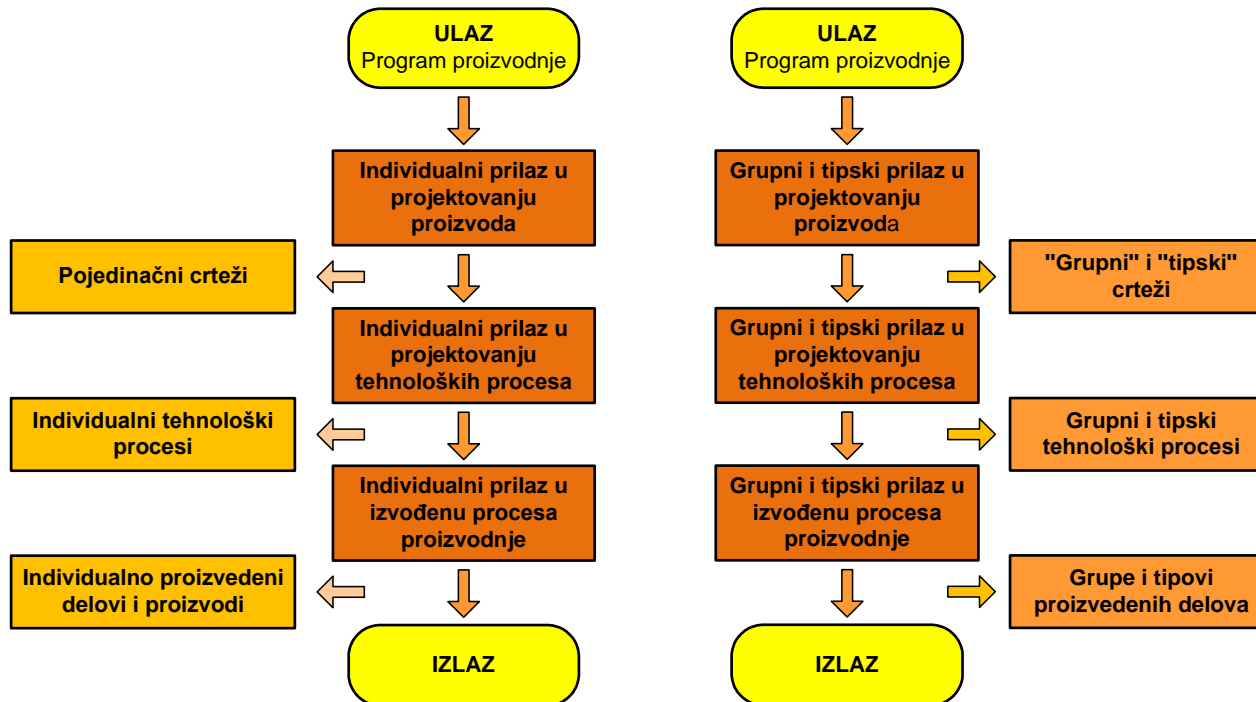 ULAZ
Program proizvodnje
Individualni prilaz u
projektovanju
proizvoda
Pojedinačni crteži
Individualni prilaz u
projektovanju
tehnoloških procesa
Individualni tehnološki
procesi
Individualni prilaz u
izvođenu procesa
proizvodnje
Individualno proizvedeni
delovi i proizvodi
IZLAZ
ULAZ
Program proizvodnje
Grupni i tipski prilaz u
projektovanju
proizvoda
"Grupni" i "tipski"
crteži
Grupni i tipski prilaz u
projektovanju
tehnoloških procesa
Grupni i tipski
tehnološki procesi
Grupni i tipski prilaz u
izvođenu procesa
proizvodnje
Grupe i tipovi
proizvedenih delova
IZLAZ